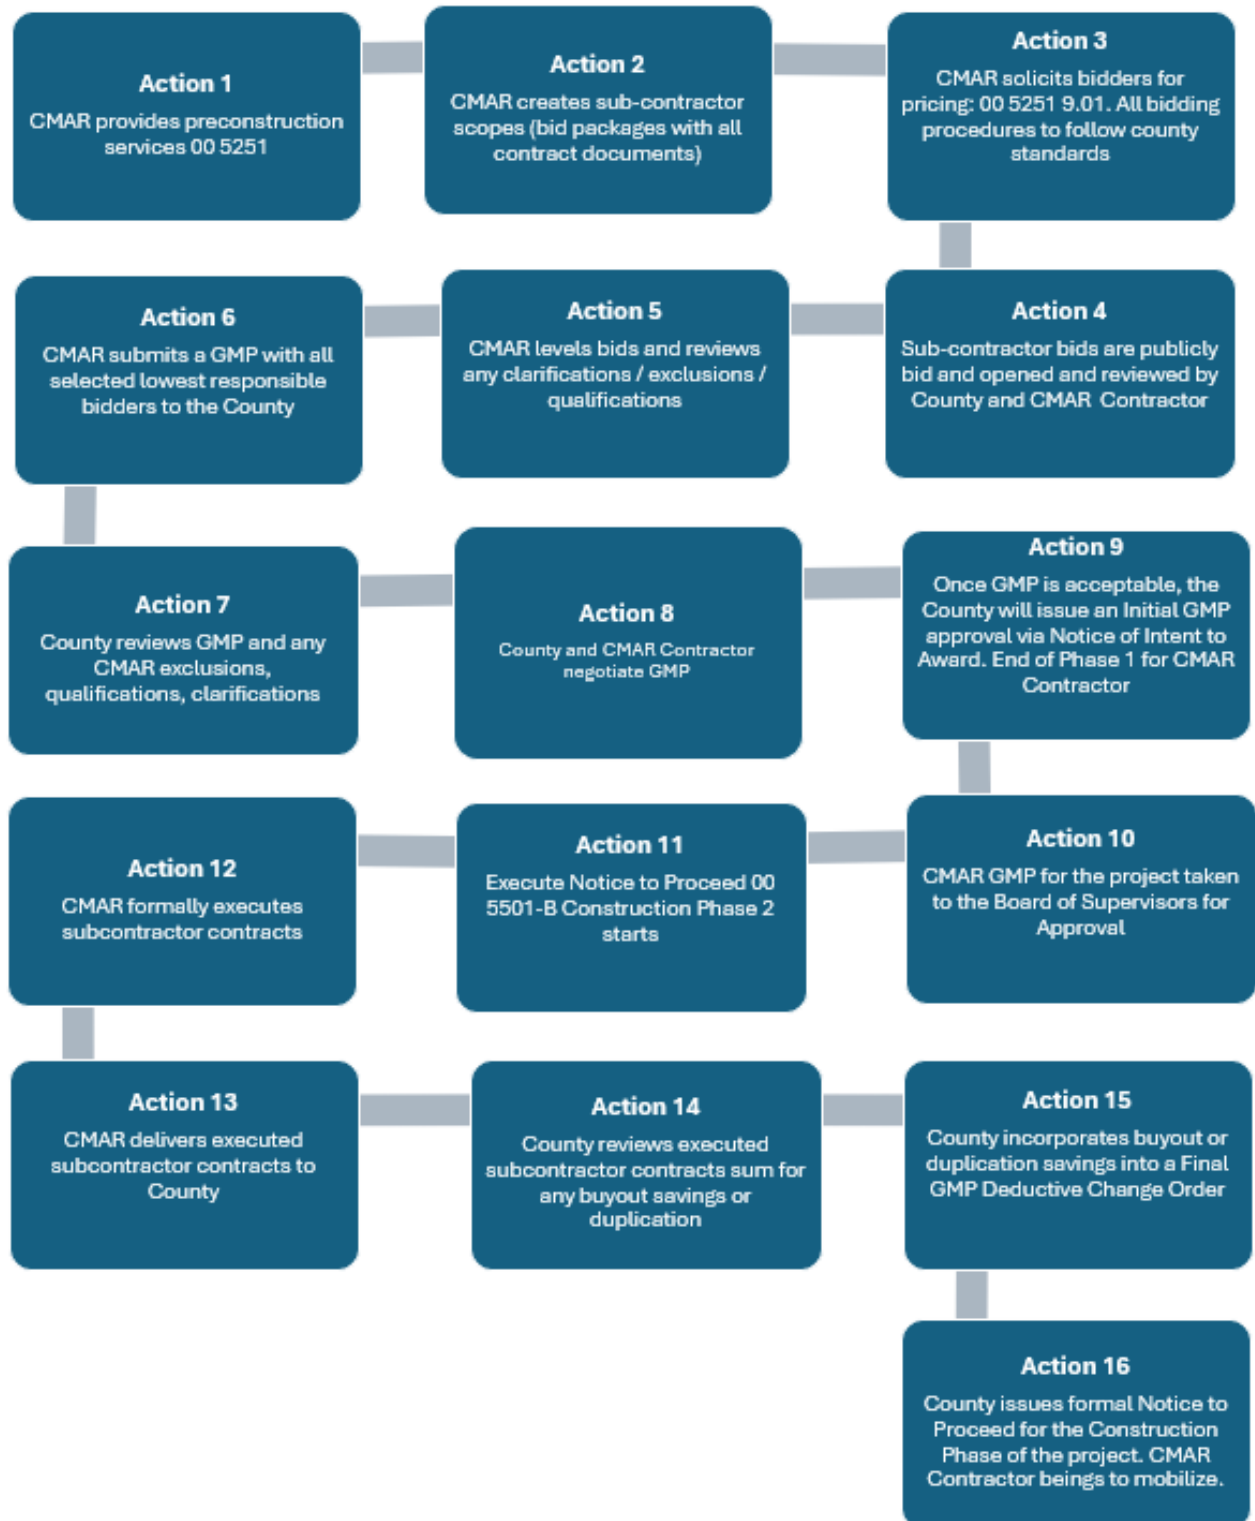 Action 1
CMAR provides preconstruction
services 00 5251
Action 2
CMAR creates sub-contractor
scopes (bid packages with all
contract documents)
Action 3
CMAR solicits bidders for
pricing: 00 5251 9.01. All bidding
procedures to follow county
standards
Action 4
Sub-contractor bids are publicly
bid and opened and reviewed by
County and CMAR Contractor
Action 5
CMAR levels bids and reviews
any clarifications / exclusions /
qualifications
Action 6
CMAR submits a GMP with all
selected lowest responsible
bidders to the County
Action 7
County reviews GMP and any
CMAR exclusions,
qualifications, clarifications
Action 8
County and CMAR Contractor
negotiate GMP
Action 9
Once GMP is acceptable, the
County will issue an Initial GMP
approval via Notice of Intent to
Award. End of Phase 1 for CMAR
Contractor
Action 10
CMAR GMP for the project taken
to the Board of Supervisors for
Approval
Action 11
Execute Notice to Proceed 00
5501-B Construction Phase 2
starts
Action 12
CMAR formally executes
subcontractor contracts
Action 13
CMAR delivers executed
subcontractor contracts to
County
Action 14
County reviews executed
subcontractor contracts sum for
any buyout savings or
duplication
Action 15
County incorporates buyout or
duplication savings into a Final
GMP Deductive Change Order
Action 16
County issues formal Notice to
Proceed for the Construction
Phase of the project. CMAR
Contractor beings to mobilize.